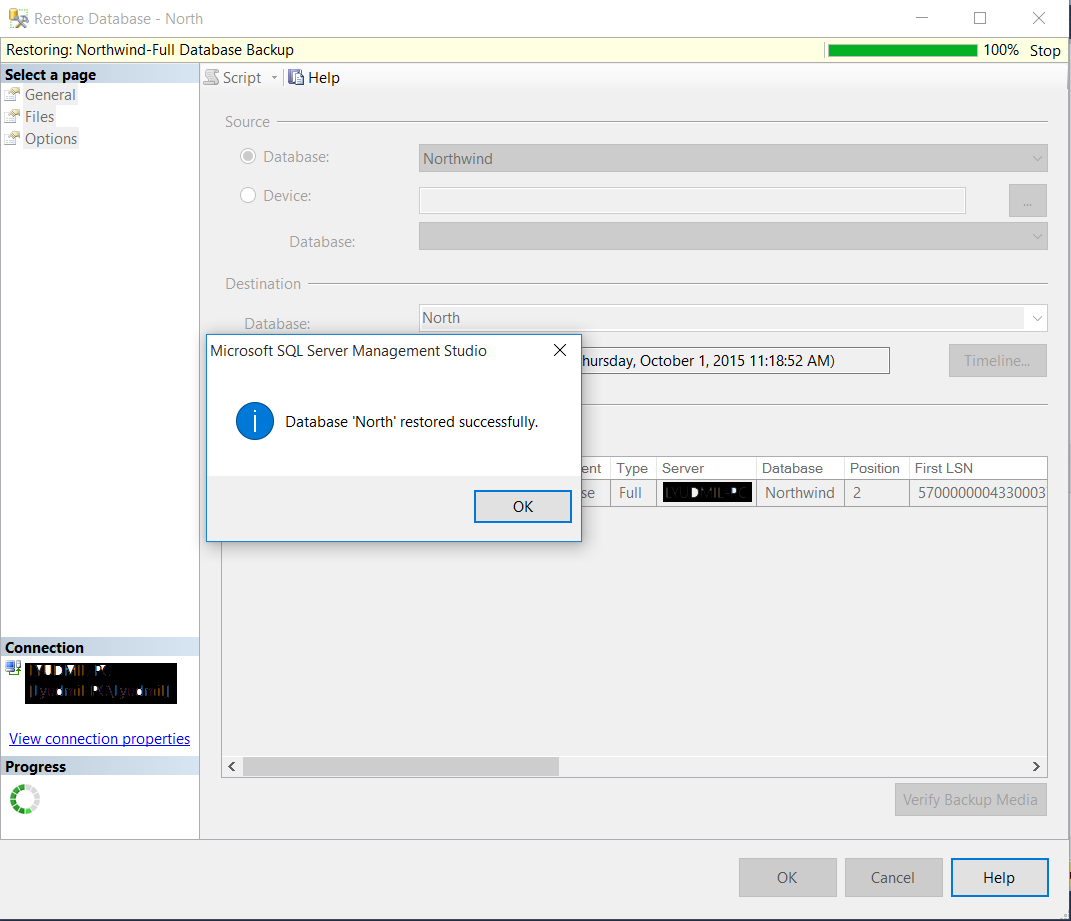 Restore Database - North
Restoring: Northwind-Full Database Backup
100% Stop
Select a page
General
Files
Options
Script
Help
Source
Database: Northwind
Device:
...
Database:
Destination
Database: North
hursday, October 1, 2015 11:18:52 AM)
Timeline...
Microsoft SQL Server Management Studio
Database 'North' restored successfully.
OK
ent Type Server Database Position First LSN
se Full Northwind 2 5700000004330003
Connection
View connection properties
Progress
Verify Backup Media
OK Cancel Help